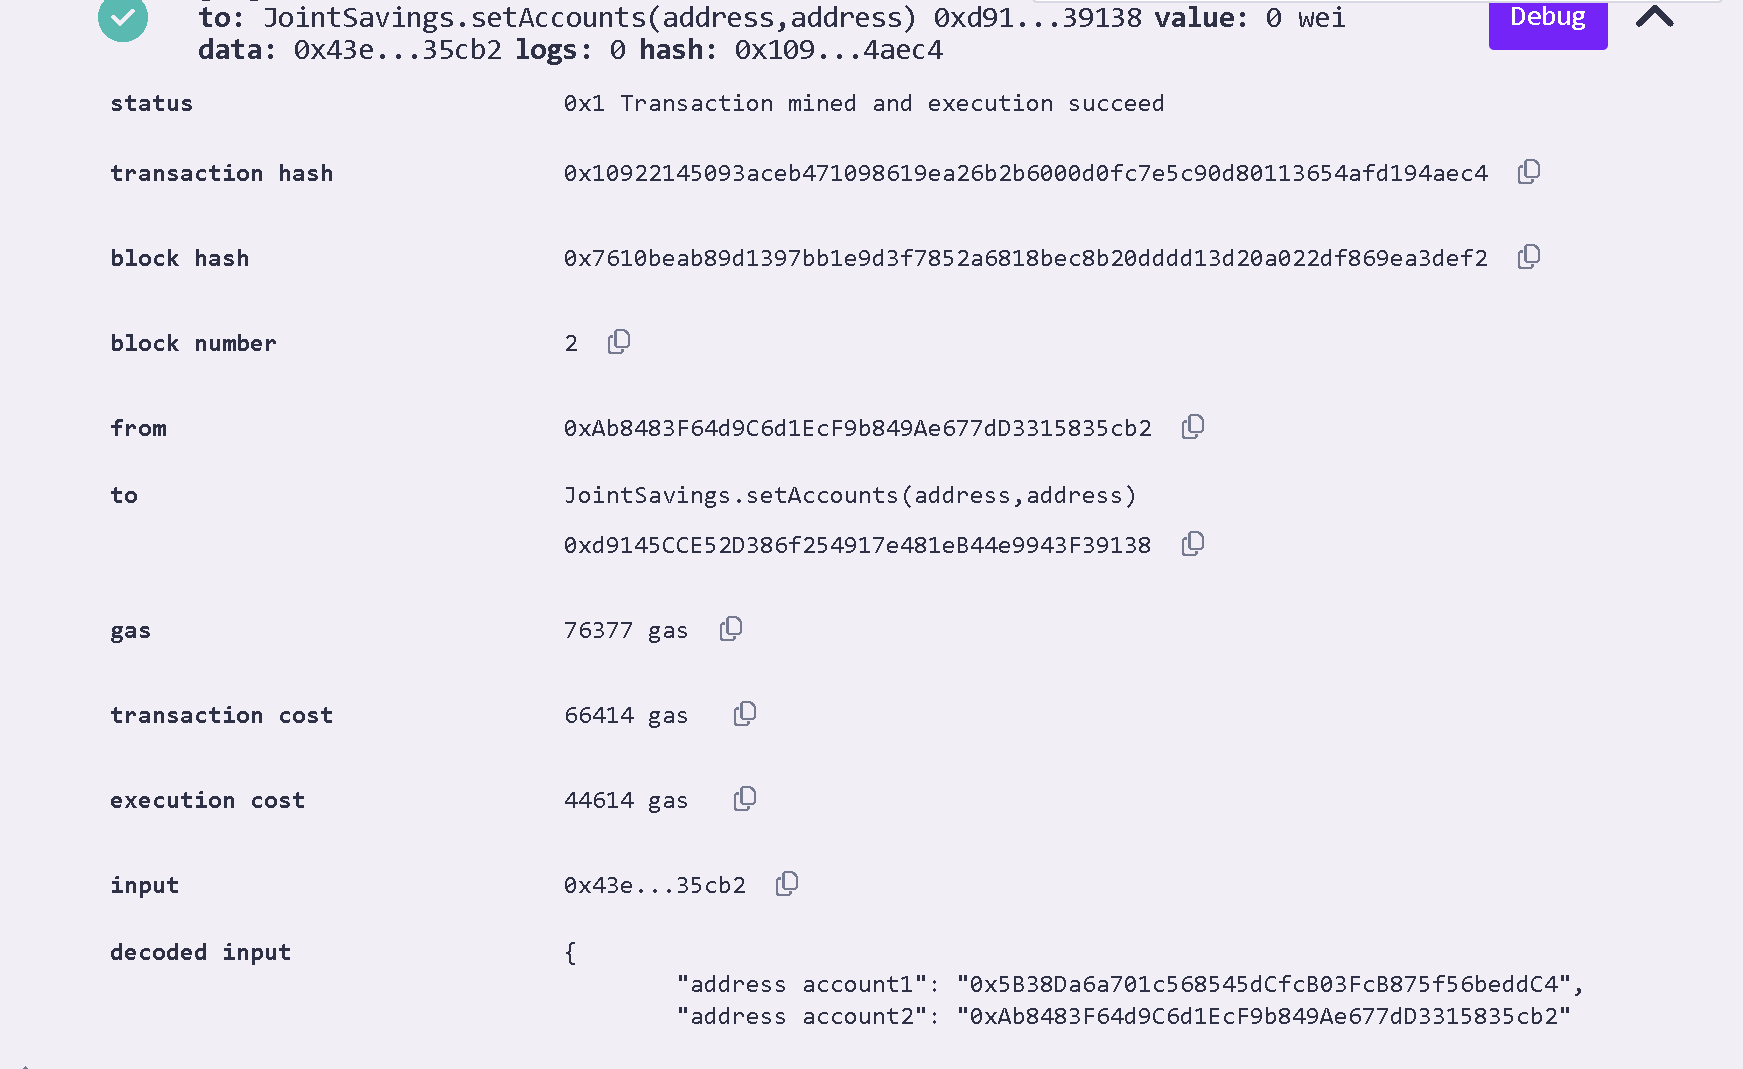 to: JointSavings.setAccounts(address,address) 0xd91...39138 value: 0 wei
data: 0x43e...35cb2 logs: 0 hash: 0x109...4aec4
Debug
status 0x1 Transaction mined and execution succeed
transaction hash 0x10922145093aceb471098619ea26b2b6000d0fc7e5c90d80113654afd194aec4
block hash 0x7610beab89d1397bb1e9d3f7852a6818bec8b20dddd13d20a022df869ea3def2
block number 2
from 0xAb8483F64d9C6d1EcF9b849Ae677dD3315835cb2
to JointSavings.setAccounts(address,address)
0xd9145CCE52D386f254917e481eB44e9943F39138
gas 76377 gas
transaction cost 66414 gas
execution cost 44614 gas
input 0x43e...35cb2
decoded input {
"address account1": "0x5B38Da6a701c568545dCfcB03FcB875f56beddC4",
"address account2": "0xAb8483F64d9C6d1EcF9b849Ae677dD3315835cb2"